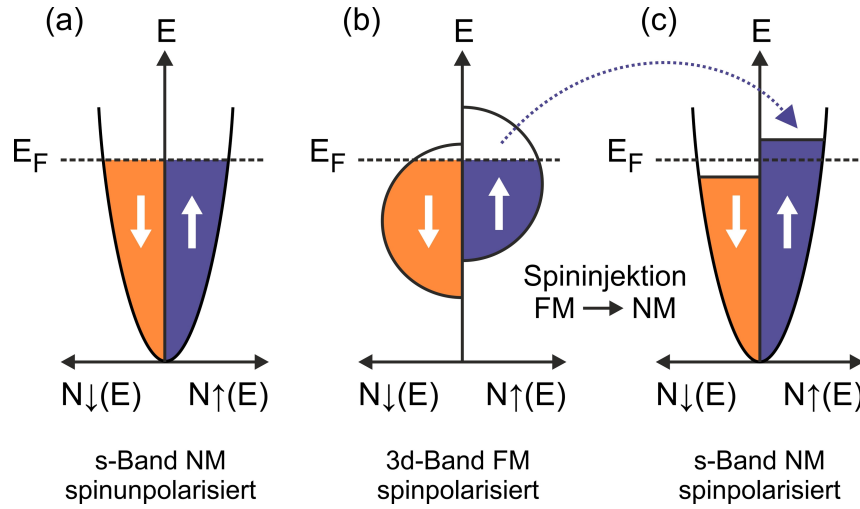 (a)
E
E_F
N↓(E) N↑(E)
s-Band NM
spinunpolarisiert
(b)
E
E_F
N↓(E) N↑(E)
3d-Band FM
spinpolarisiert
Spininjektion
FM → NM
(c)
E
E_F
N↓(E) N↑(E)
s-Band NM
spinpolarisiert